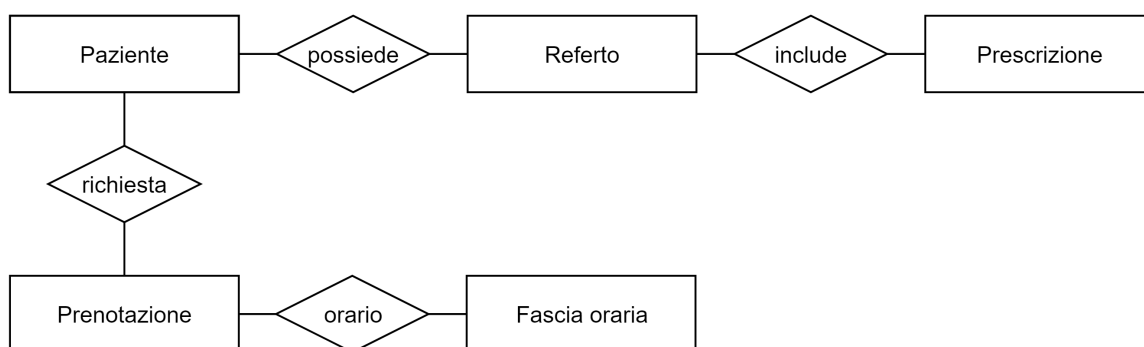 Paziente possiede Referto include Prescrizione
richiesta
Prenotazione orario Fascia oraria